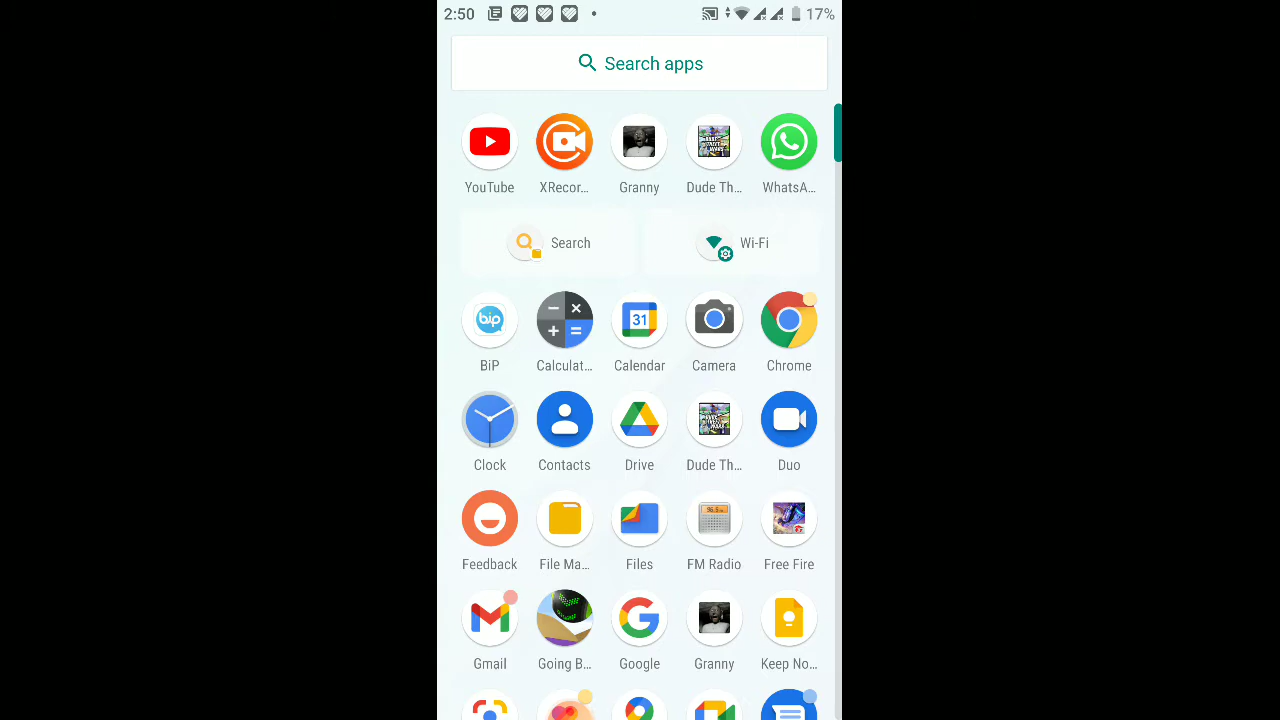 2:50 17%
Search apps
YouTube XRecor... Granny Dude Th... WhatsA...
Search Wi-Fi
bip 31
BiP Calculat... Calendar Camera Chrome
Clock Contacts Drive Dude Th... Duo
Feedback File Ma... Files FM Radio Free Fire
Gmail Going B... Google Granny Keep No...